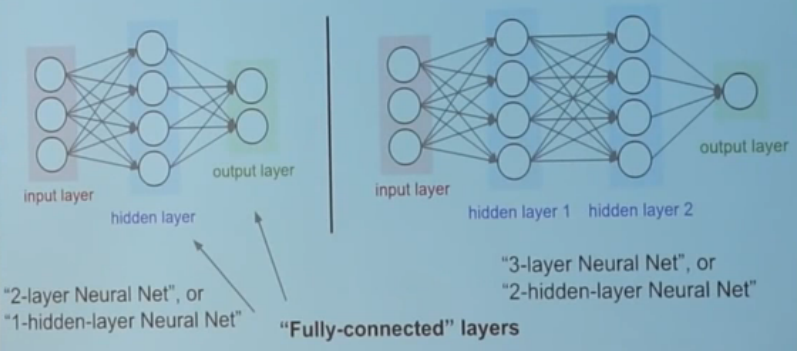 input layer
hidden layer
output layer
"2-layer Neural Net", or
"1-hidden-layer Neural Net"
"Fully-connected" layers
input layer
hidden layer 1
hidden layer 2
output layer
"3-layer Neural Net", or
"2-hidden-layer Neural Net"